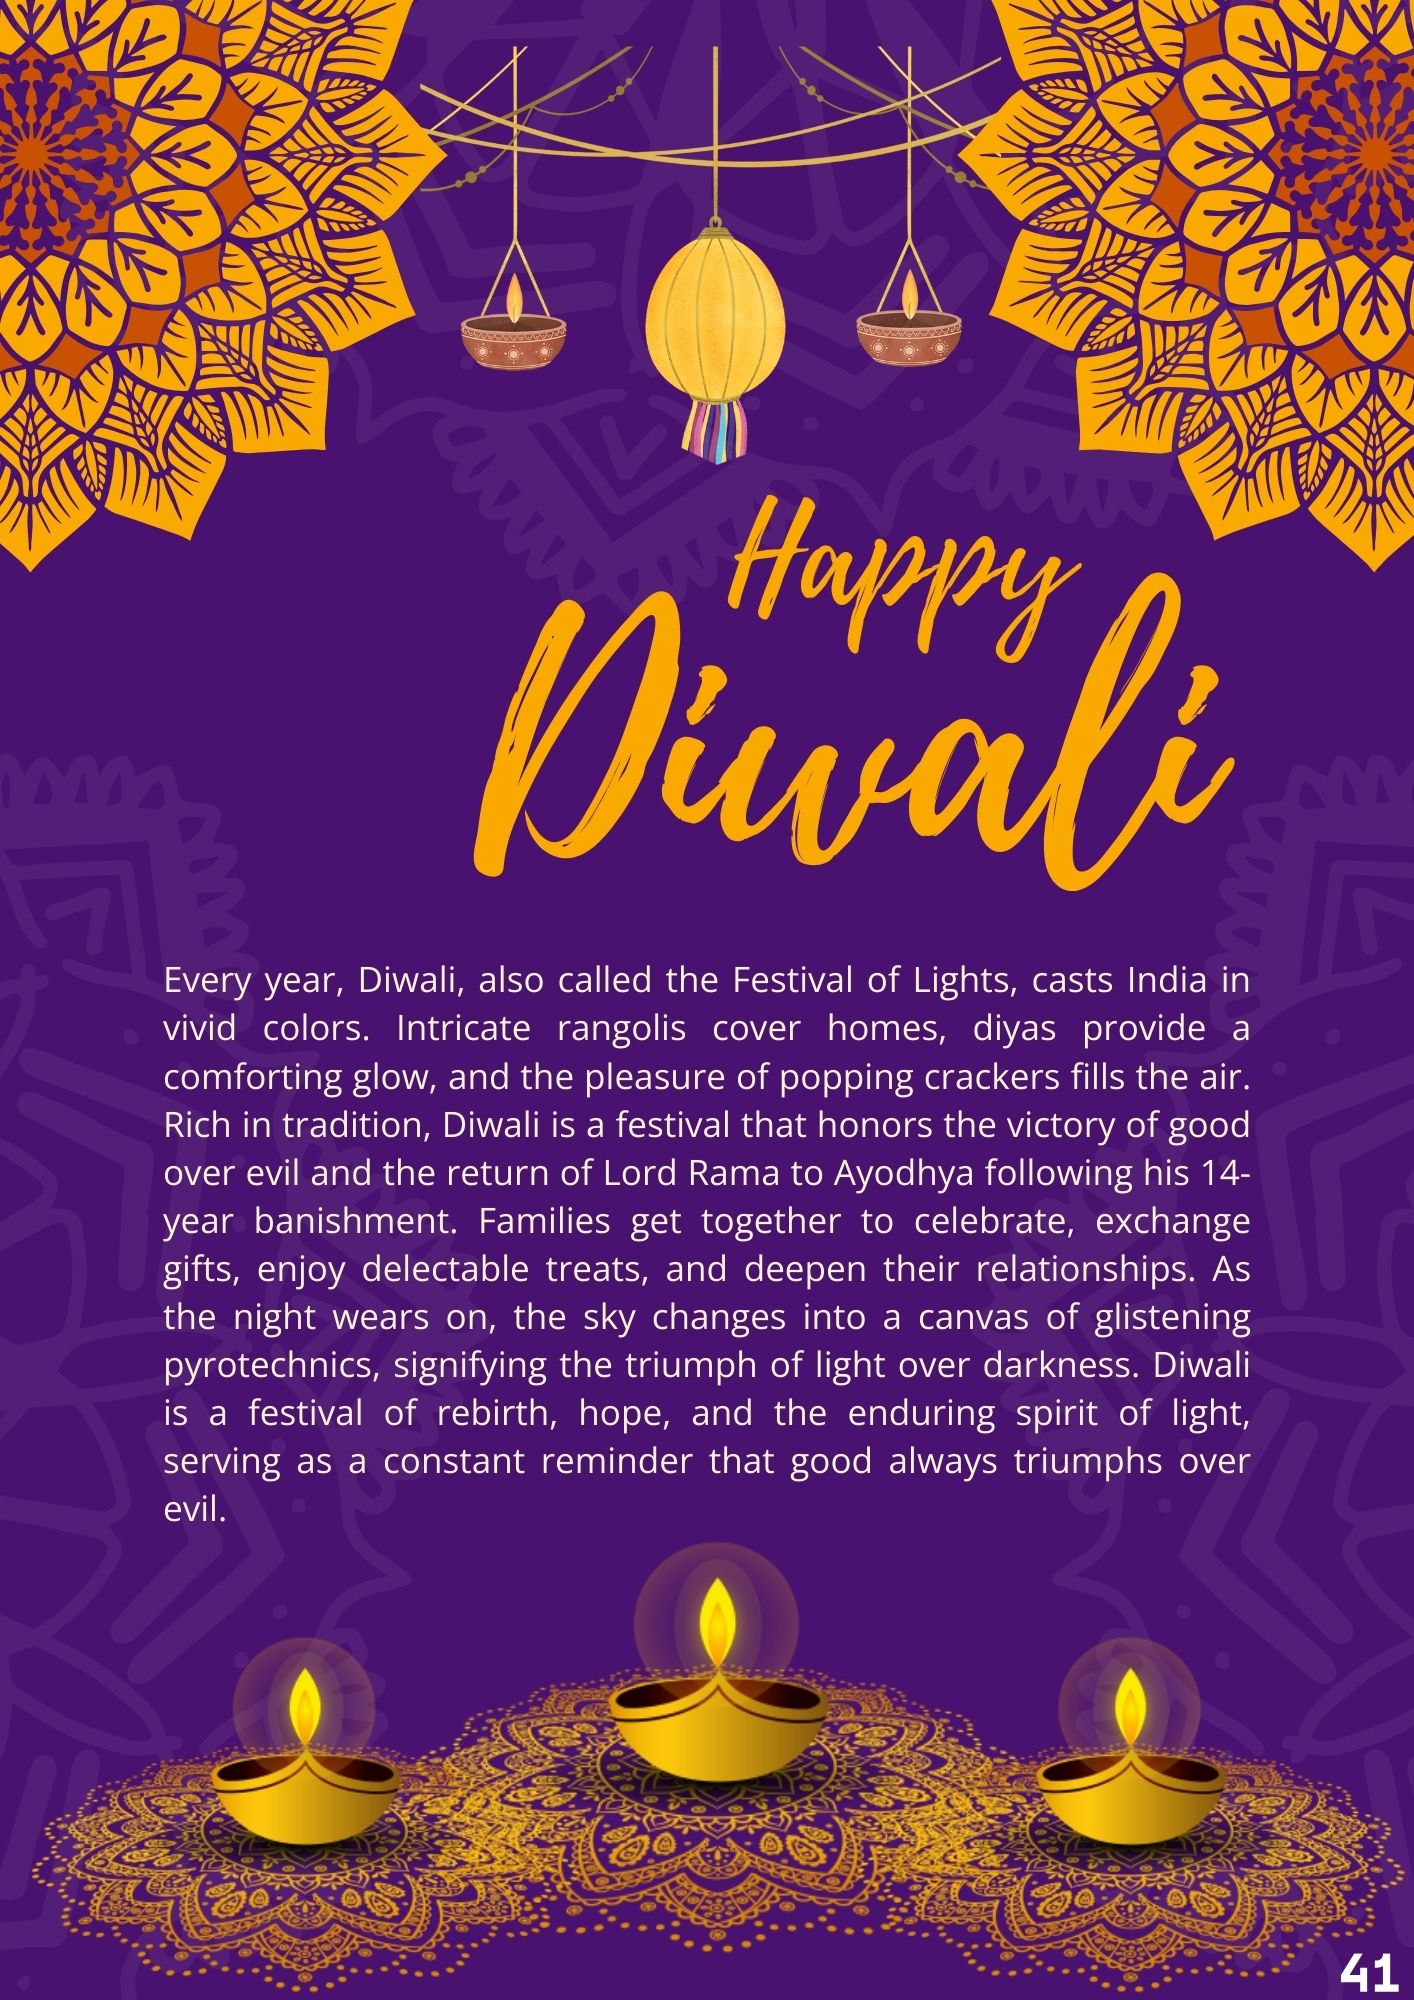 Happy
Diwali
Every year, Diwali, also called the Festival of Lights, casts India in
vivid colors. Intricate rangolis cover homes, diyas provide a
comforting glow, and the pleasure of popping crackers fills the air.
Rich in tradition, Diwali is a festival that honors the victory of good
over evil and the return of Lord Rama to Ayodhya following his 14-
year banishment. Families get together to celebrate, exchange
gifts, enjoy delectable treats, and deepen their relationships. As
the night wears on, the sky changes into a canvas of glistening
pyrotechnics, signifying the triumph of light over darkness. Diwali
is a festival of rebirth, hope, and the enduring spirit of light,
serving as a constant reminder that good always triumphs over
evil.
41